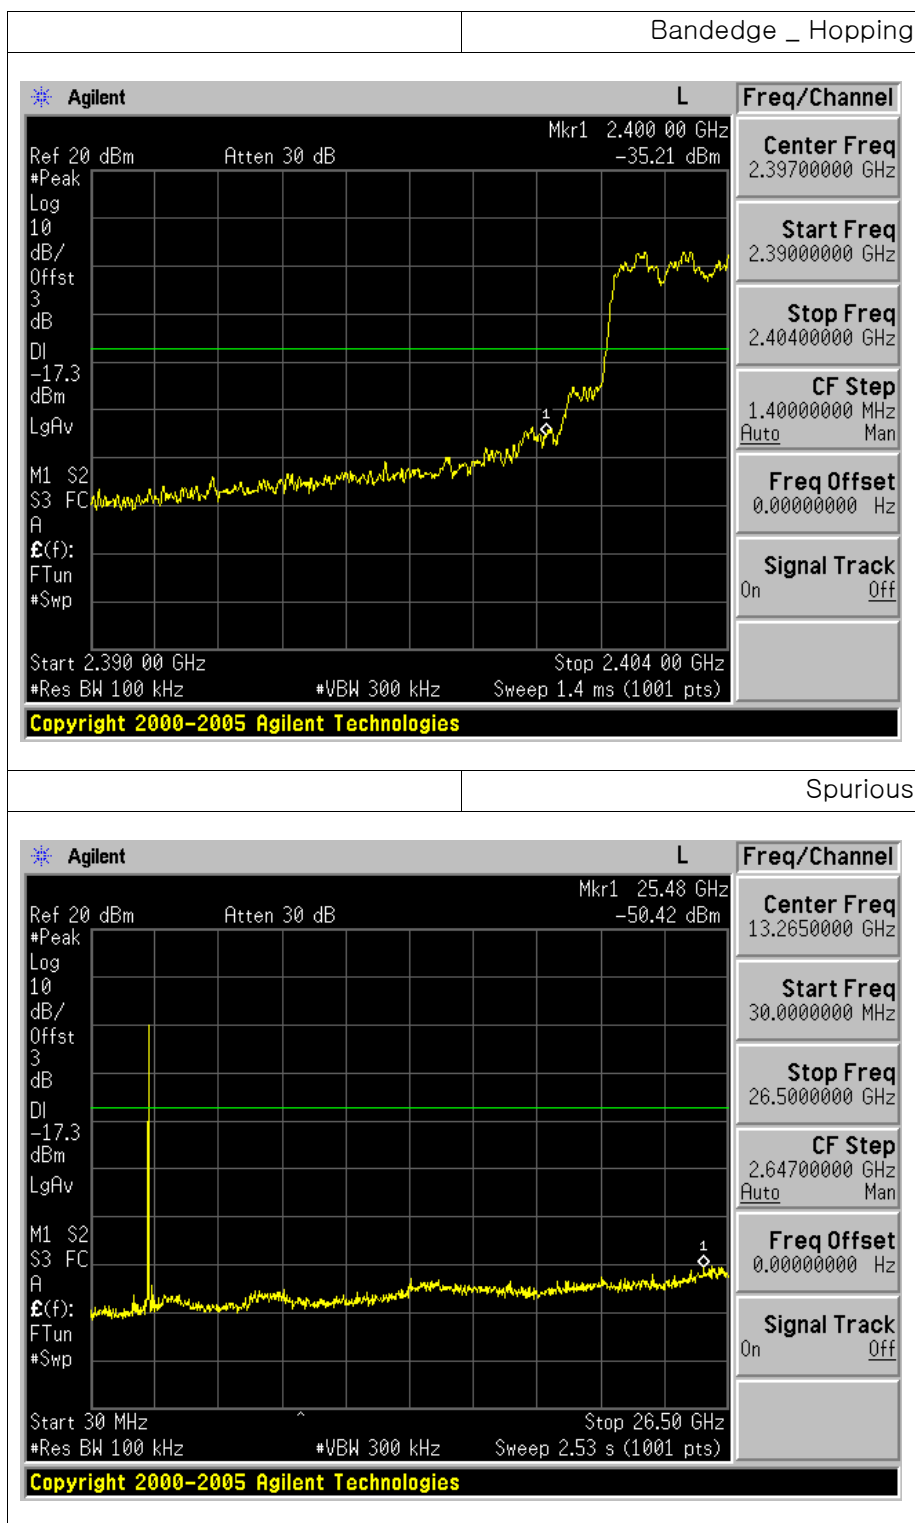 Bandedge _ Hopping
Agilent L Freq/Channel
Mkr1 2.400 00 GHz
Ref 20 dBm Atten 30 dB -35.21 dBm
#Peak
Log
10
dB/
Offst
3
dB
DI
-17.3
dBm
LgAv
M1 S2
S3 FC
A
£(f):
FTun
#Swp
1
Start 2.390 00 GHz Stop 2.404 00 GHz
#Res BW 100 kHz #VBW 300 kHz Sweep 1.4 ms (1001 pts)
Center Freq
2.39700000 GHz
Start Freq
2.39000000 GHz
Stop Freq
2.40400000 GHz
CF Step
1.40000000 MHz
Auto Man
Freq Offset
0.00000000 Hz
Signal Track
On Off
Copyright 2000-2005 Agilent Technologies
Spurious
Agilent L Freq/Channel
Mkr1 25.48 GHz
Ref 20 dBm Atten 30 dB -50.42 dBm
#Peak
Log
10
dB/
Offst
3
dB
DI
-17.3
dBm
LgAv
M1 S2
S3 FC
A
£(f):
FTun
#Swp
1
Start 30 MHz ^ Stop 26.50 GHz
#Res BW 100 kHz #VBW 300 kHz Sweep 2.53 s (1001 pts)
Center Freq
13.2650000 GHz
Start Freq
30.0000000 MHz
Stop Freq
26.5000000 GHz
CF Step
2.64700000 GHz
Auto Man
Freq Offset
0.00000000 Hz
Signal Track
On Off
Copyright 2000-2005 Agilent Technologies